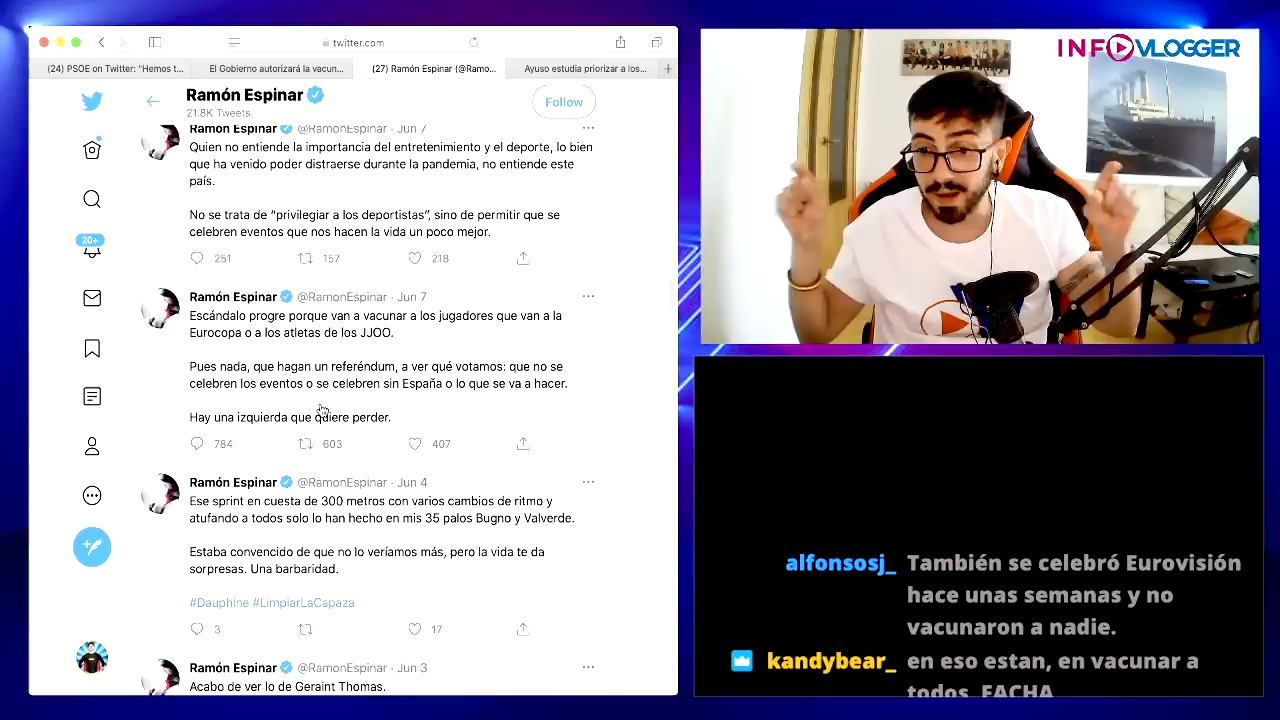 twitter.com
(24) PSOE on Twitter: "Hemos t...
El Gobierno autorizará la vacun...
(27) Ramón Espinar (@Ramo...
Ayuso estudia priorizar a los...
Ramón Espinar
21.8K Tweets
Follow
Ramón Espinar @RamonEspinar · Jun 7
Quien no entiende la importancia del entretenimiento y el deporte, lo bien
que ha venido poder distraerse durante la pandemia, no entiende este
país.
No se trata de “privilegiar a los deportistas”, sino de permitir que se
celebren eventos que nos hacen la vida un poco mejor.
251 157 218
Ramón Espinar @RamonEspinar · Jun 7
Escándalo progre porque van a vacunar a los jugadores que van a la
Eurocopa o a los atletas de los JJOO.
Pues nada, que hagan un referéndum, a ver qué votamos: que no se
celebren los eventos o se celebren sin España o lo que se va a hacer.
Hay una izquierda que quiere perder.
784 603 407
Ramón Espinar @RamonEspinar · Jun 4
Ese sprint en cuesta de 300 metros con varios cambios de ritmo y
atufando a todos solo lo han hecho en mis 35 palos Bugno y Valverde.
Estaba convencido de que no lo veríamos más, pero la vida te da
sorpresas. Una barbaridad.
#Dauphine #LimpiarLaCapaza
3 17
Ramón Espinar @RamonEspinar · Jun 3
Acabo de ver lo de Geraint Thomas.
20+
INFOVLOGGER
alfonsosj_ También se celebró Eurovisión
hace unas semanas y no
vacunaron a nadie.
kandybear_ en eso estan, en vacunar a
todos. FACHA